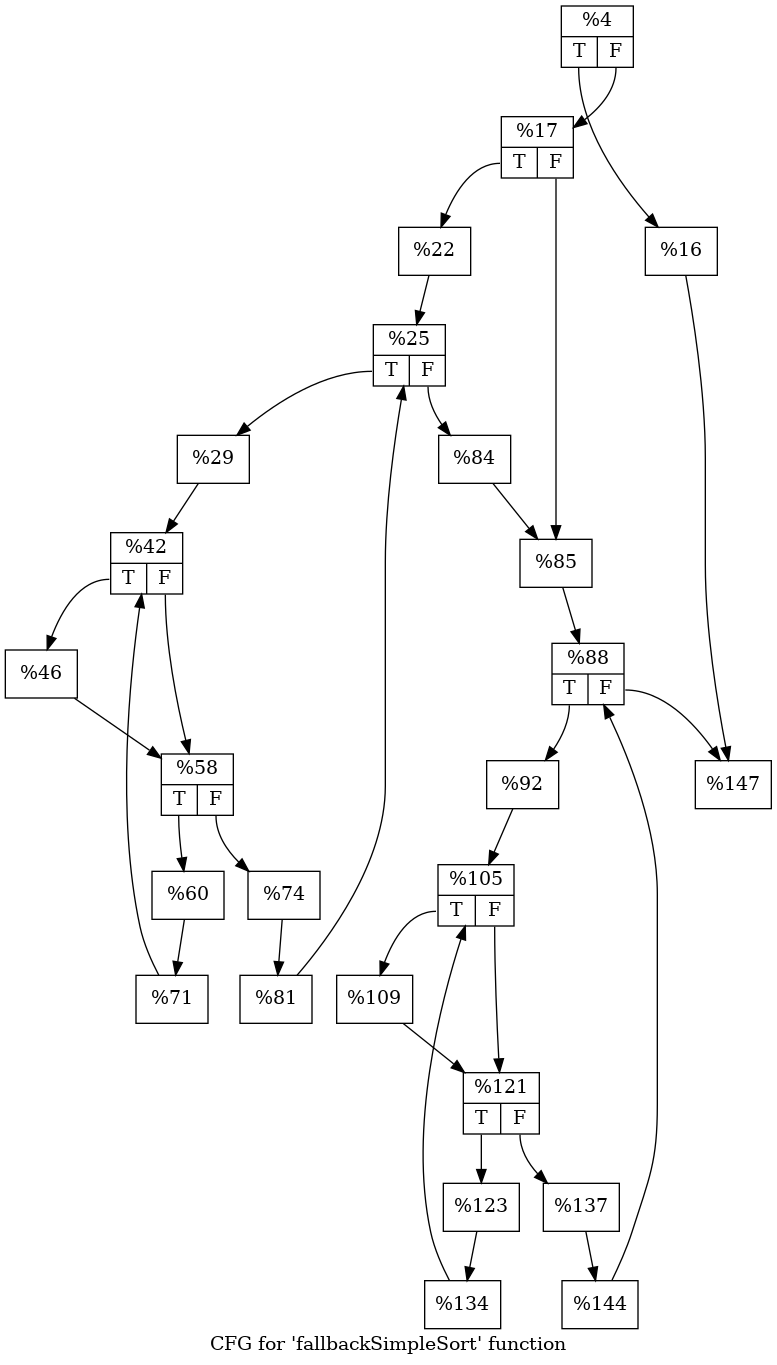 %4
T F
%17
T F
%22
%16
%25
T F
%29
%84
%42
T F
%85
%46
%88
T F
%58
T F
%92
%147
%60
%74
%105
T F
%71
%81
%109
%121
T F
%123
%137
%134
%144
CFG for 'fallbackSimpleSort' function